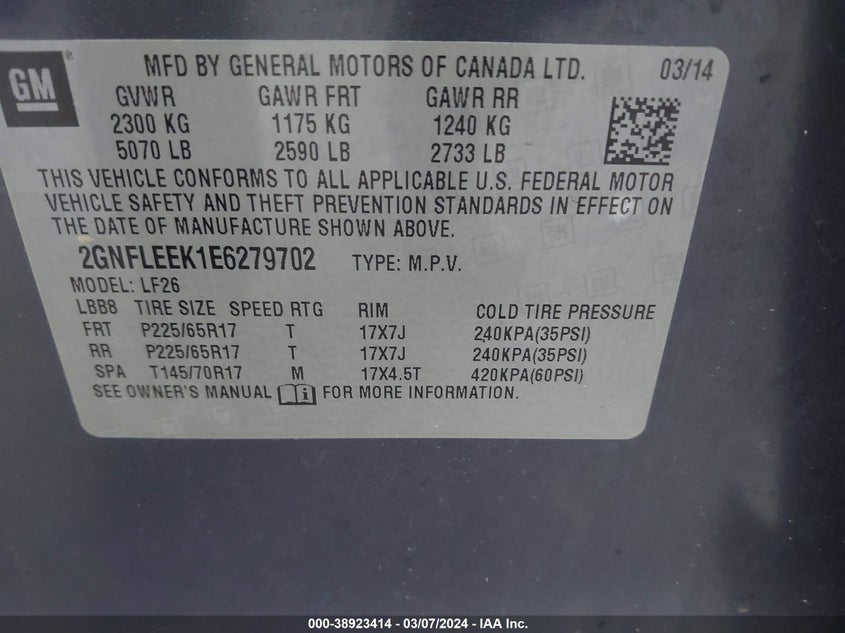 GM ® MFD BY GENERAL MOTORS OF CANADA LTD. 03/14
GVWR GAWR FRT GAWR RR
2300 KG 1175 KG 1240 KG
5070 LB 2590 LB 2733 LB
THIS VEHICLE CONFORMS TO ALL APPLICABLE U.S. FEDERAL MOTOR
VEHICLE SAFETY AND THEFT PREVENTION STANDARDS IN EFFECT ON
THE DATE OF MANUFACTURE SHOWN ABOVE.
2GNFLEEK1E6279702 TYPE: M.P.V.
MODEL: LF26
LBB8 TIRE SIZE SPEED RTG RIM COLD TIRE PRESSURE
FRT P225/65R17 T 17X7J 240KPA(35PSI)
RR P225/65R17 T 17X7J 240KPA(35PSI)
SPA T145/70R17 M 17X4.5T 420KPA(60PSI)
SEE OWNER'S MANUAL FOR MORE INFORMATION.
000-38923414 - 03/07/2024 - IAA Inc.